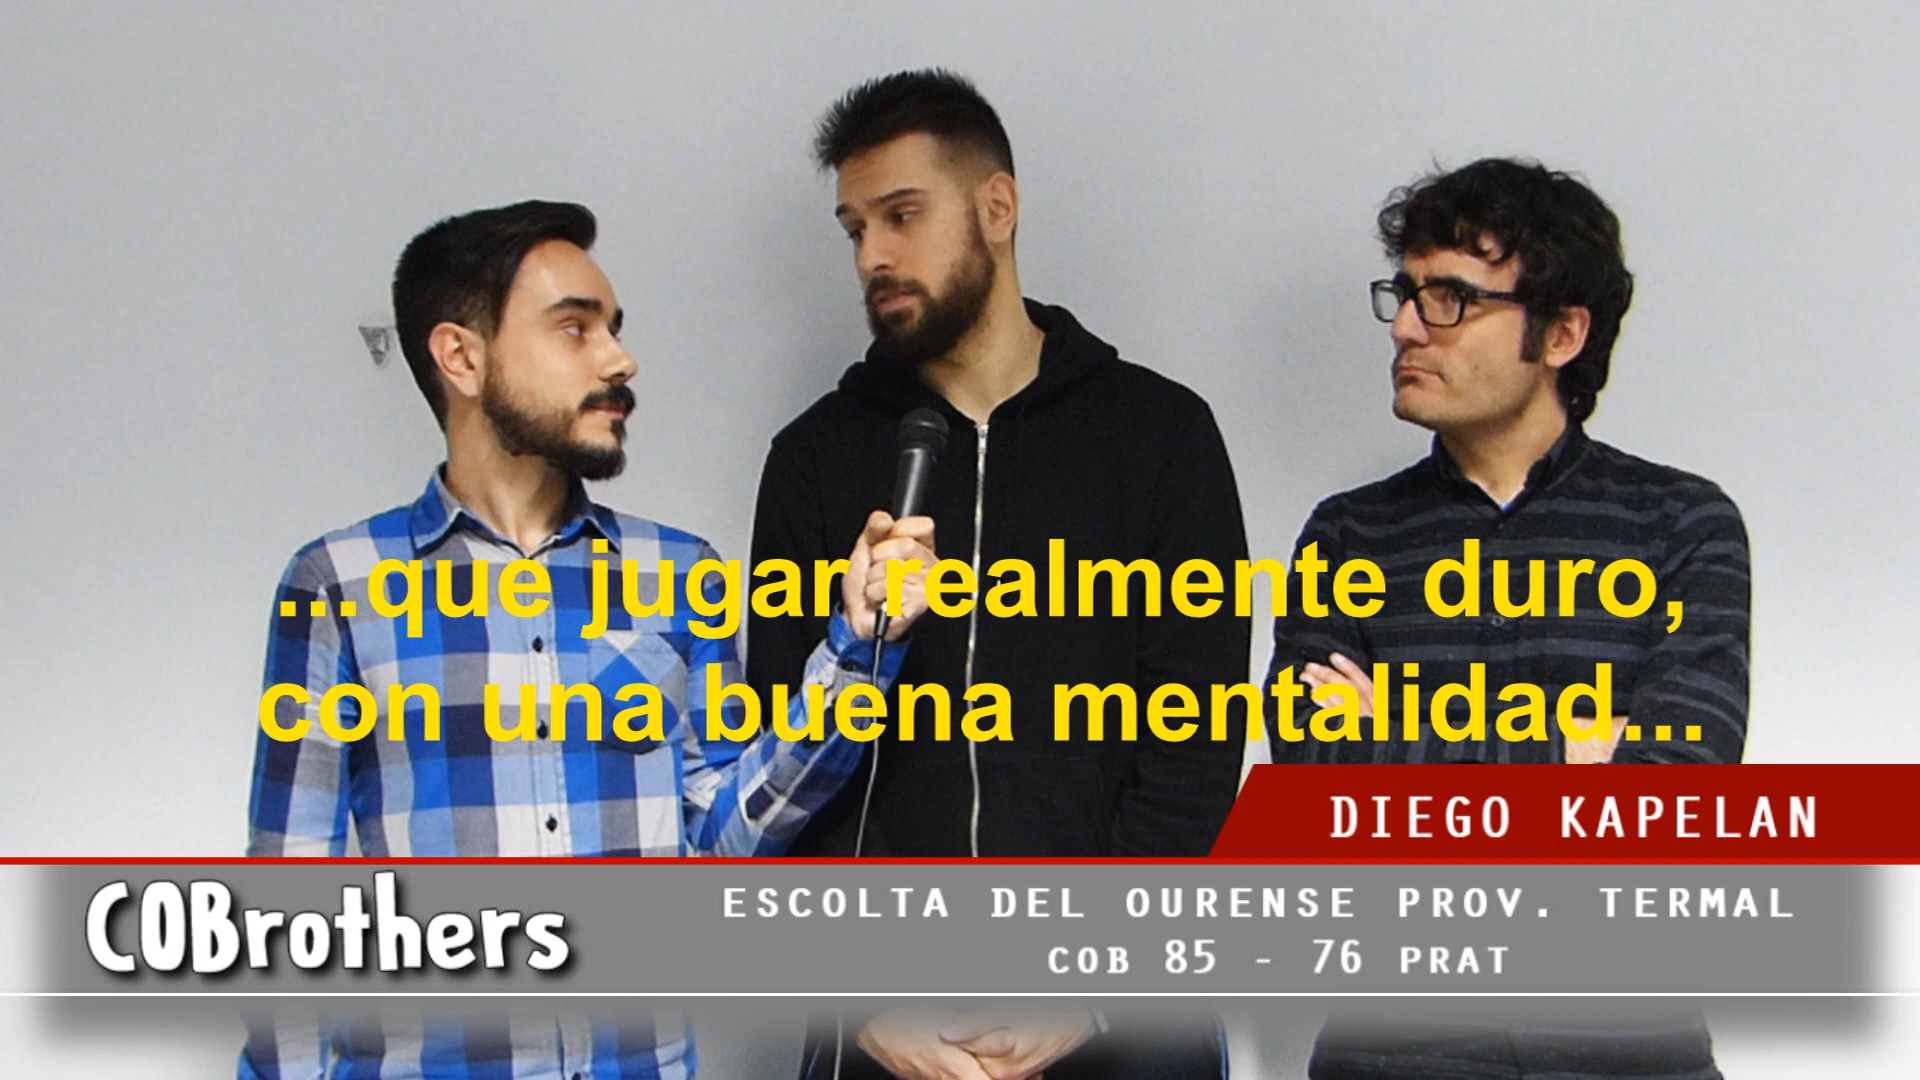 ...que jugar realmente duro,
con una buena mentalidad...
DIEGO KAPELAN
COBrothers
ESCOLTA DEL OURENSE PROV. TERMAL
COB 85 - 76 PRAT